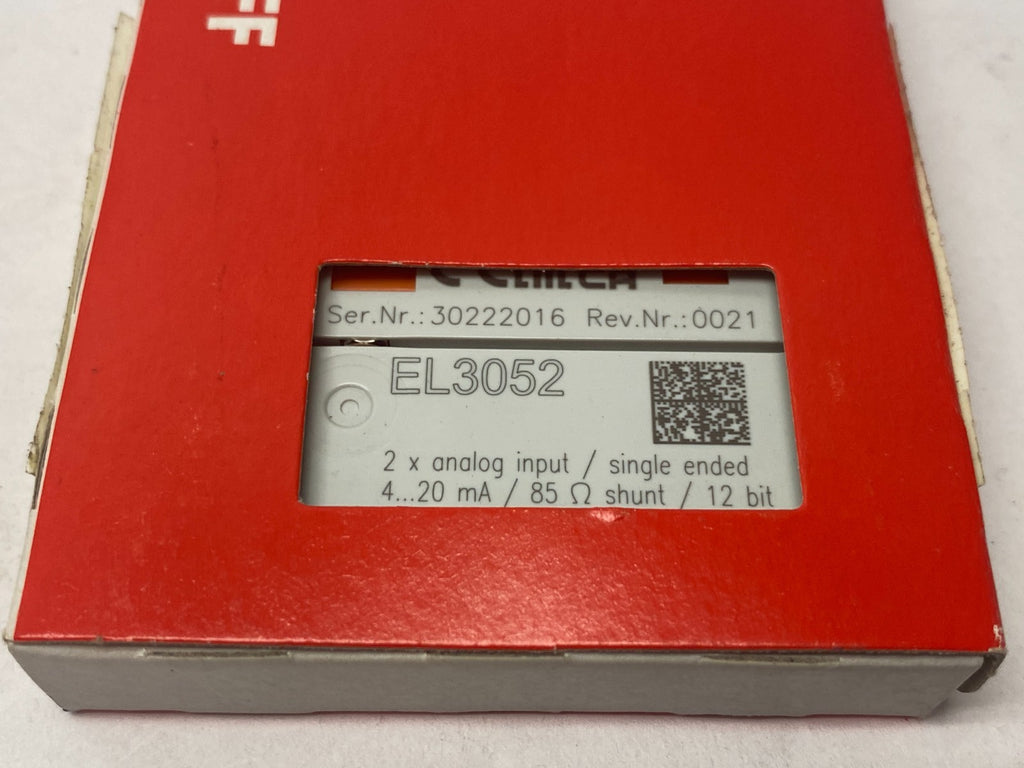 FF
Ser.Nr.: 30222016 Rev.Nr.: 0021
EL3052
2 x analog input / single ended
4...20 mA / 85 Ω shunt / 12 bit